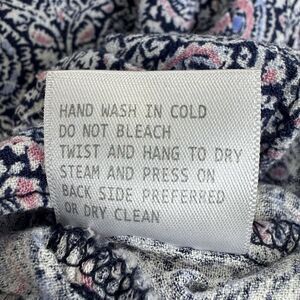 HAND WASH IN COLD
DO NOT BLEACH
TWIST AND HANG TO DRY
STEAM AND PRESS ON
BACK SIDE PREFERRED
OR DRY CLEAN